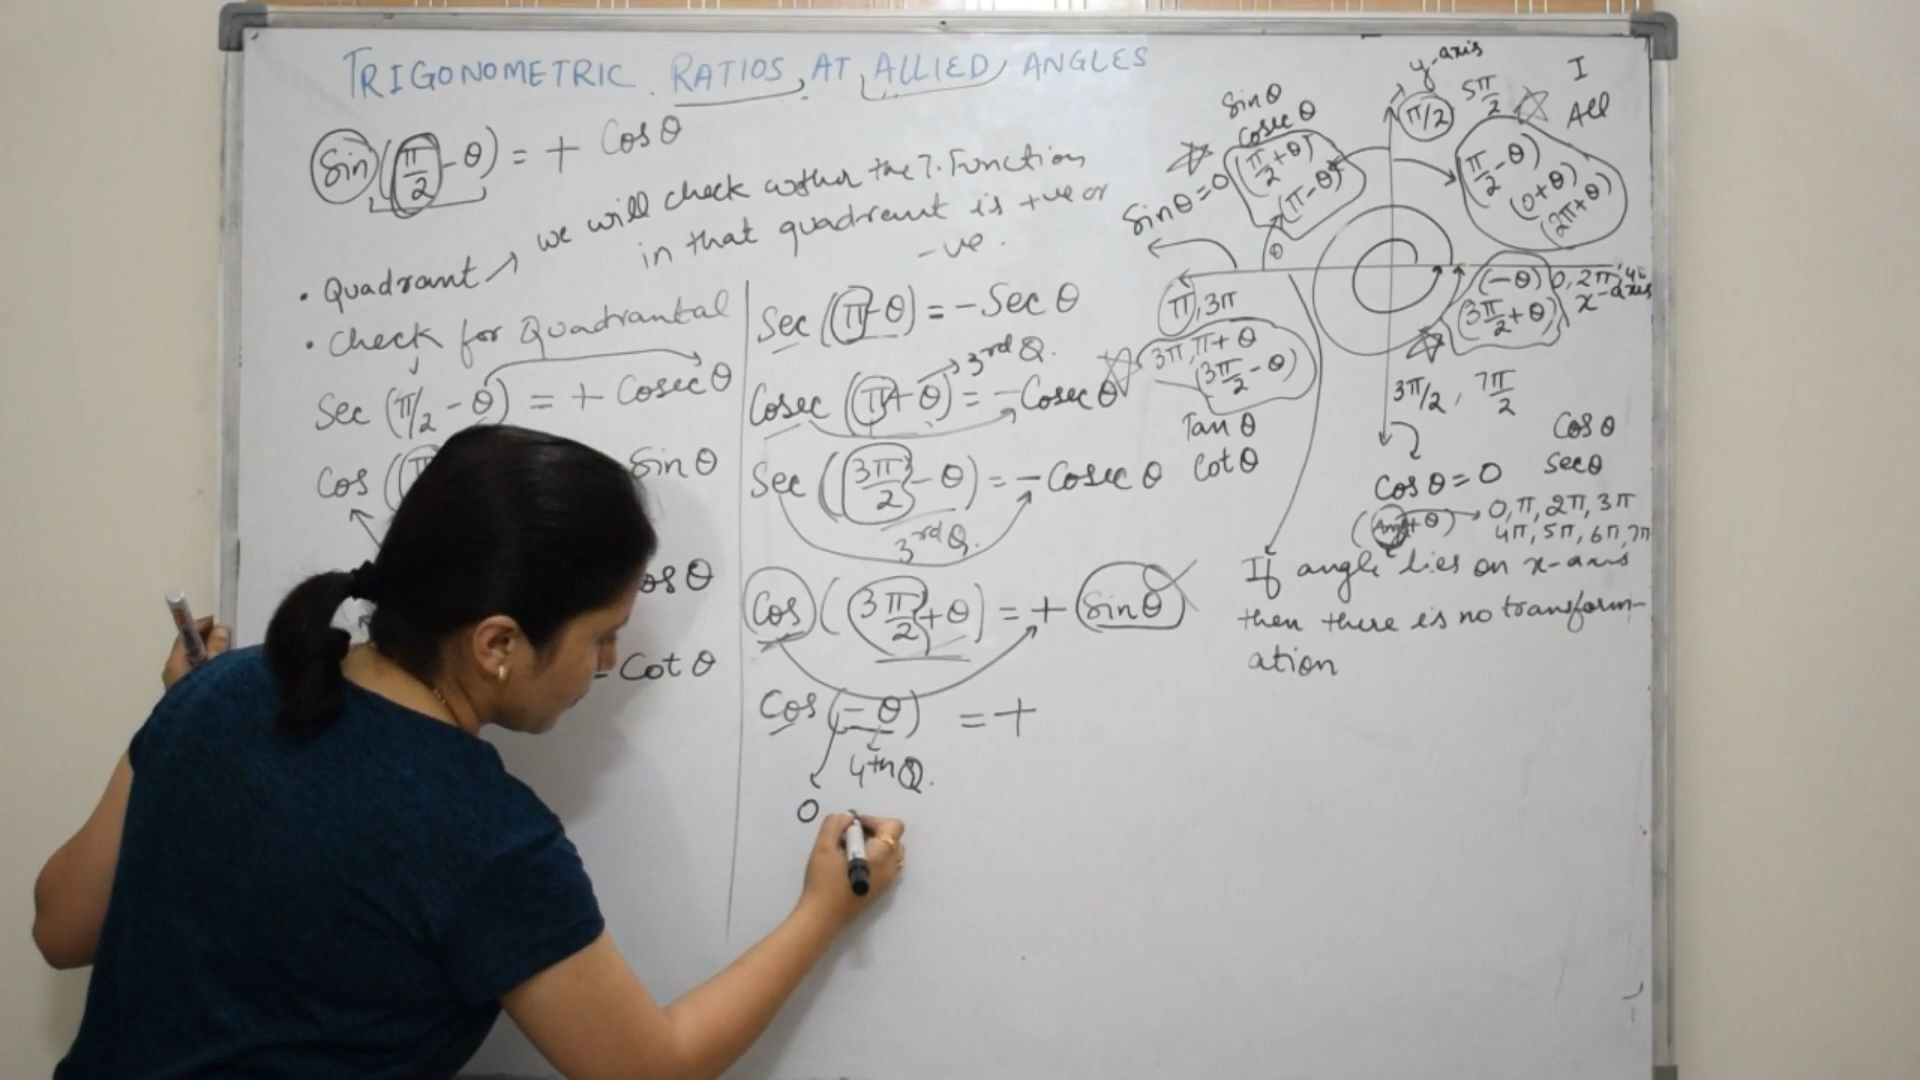 TRIGONOMETRIC RATIOS AT ALLIED ANGLES
Sin (π/2 - θ) = + Cos θ
• Quadrant → we will check wether the T. Function
in that quadrant is +ve or
-ve.
• Check for Quadrantal
Sec (π/2 - θ) = + Cosec θ
Cos (π
Sin θ
os θ
- Cot θ
Sec (π - θ) = - Sec θ
3rd Q.
Cosec (π + θ) = - Cosec θ
Sec (3π/2 - θ) = - Cosec θ
3rd Q.
Cos (3π/2 + θ) = + Sin θ
Cos (- θ) = +
4th Q.
0
y-axis
π/2 5π/2
I
All
(π/2 - θ)
(0 + θ)
(2π + θ)
Sin θ
Cosec θ
(π/2 + θ)
(π - θ)
Sin θ = 0
θ
π, 3π
(- θ) 0, 2π, 4π
x-axis
(3π/2 + θ)
3π, π + θ
(3π/2 - θ)
Tan θ
Cot θ
3π/2, 7π/2
Cos θ
Sec θ
Cos θ = 0
0, π, 2π, 3π
4π, 5π, 6π, 7π
If angle lies on x-axis
then there is no transform-
ation